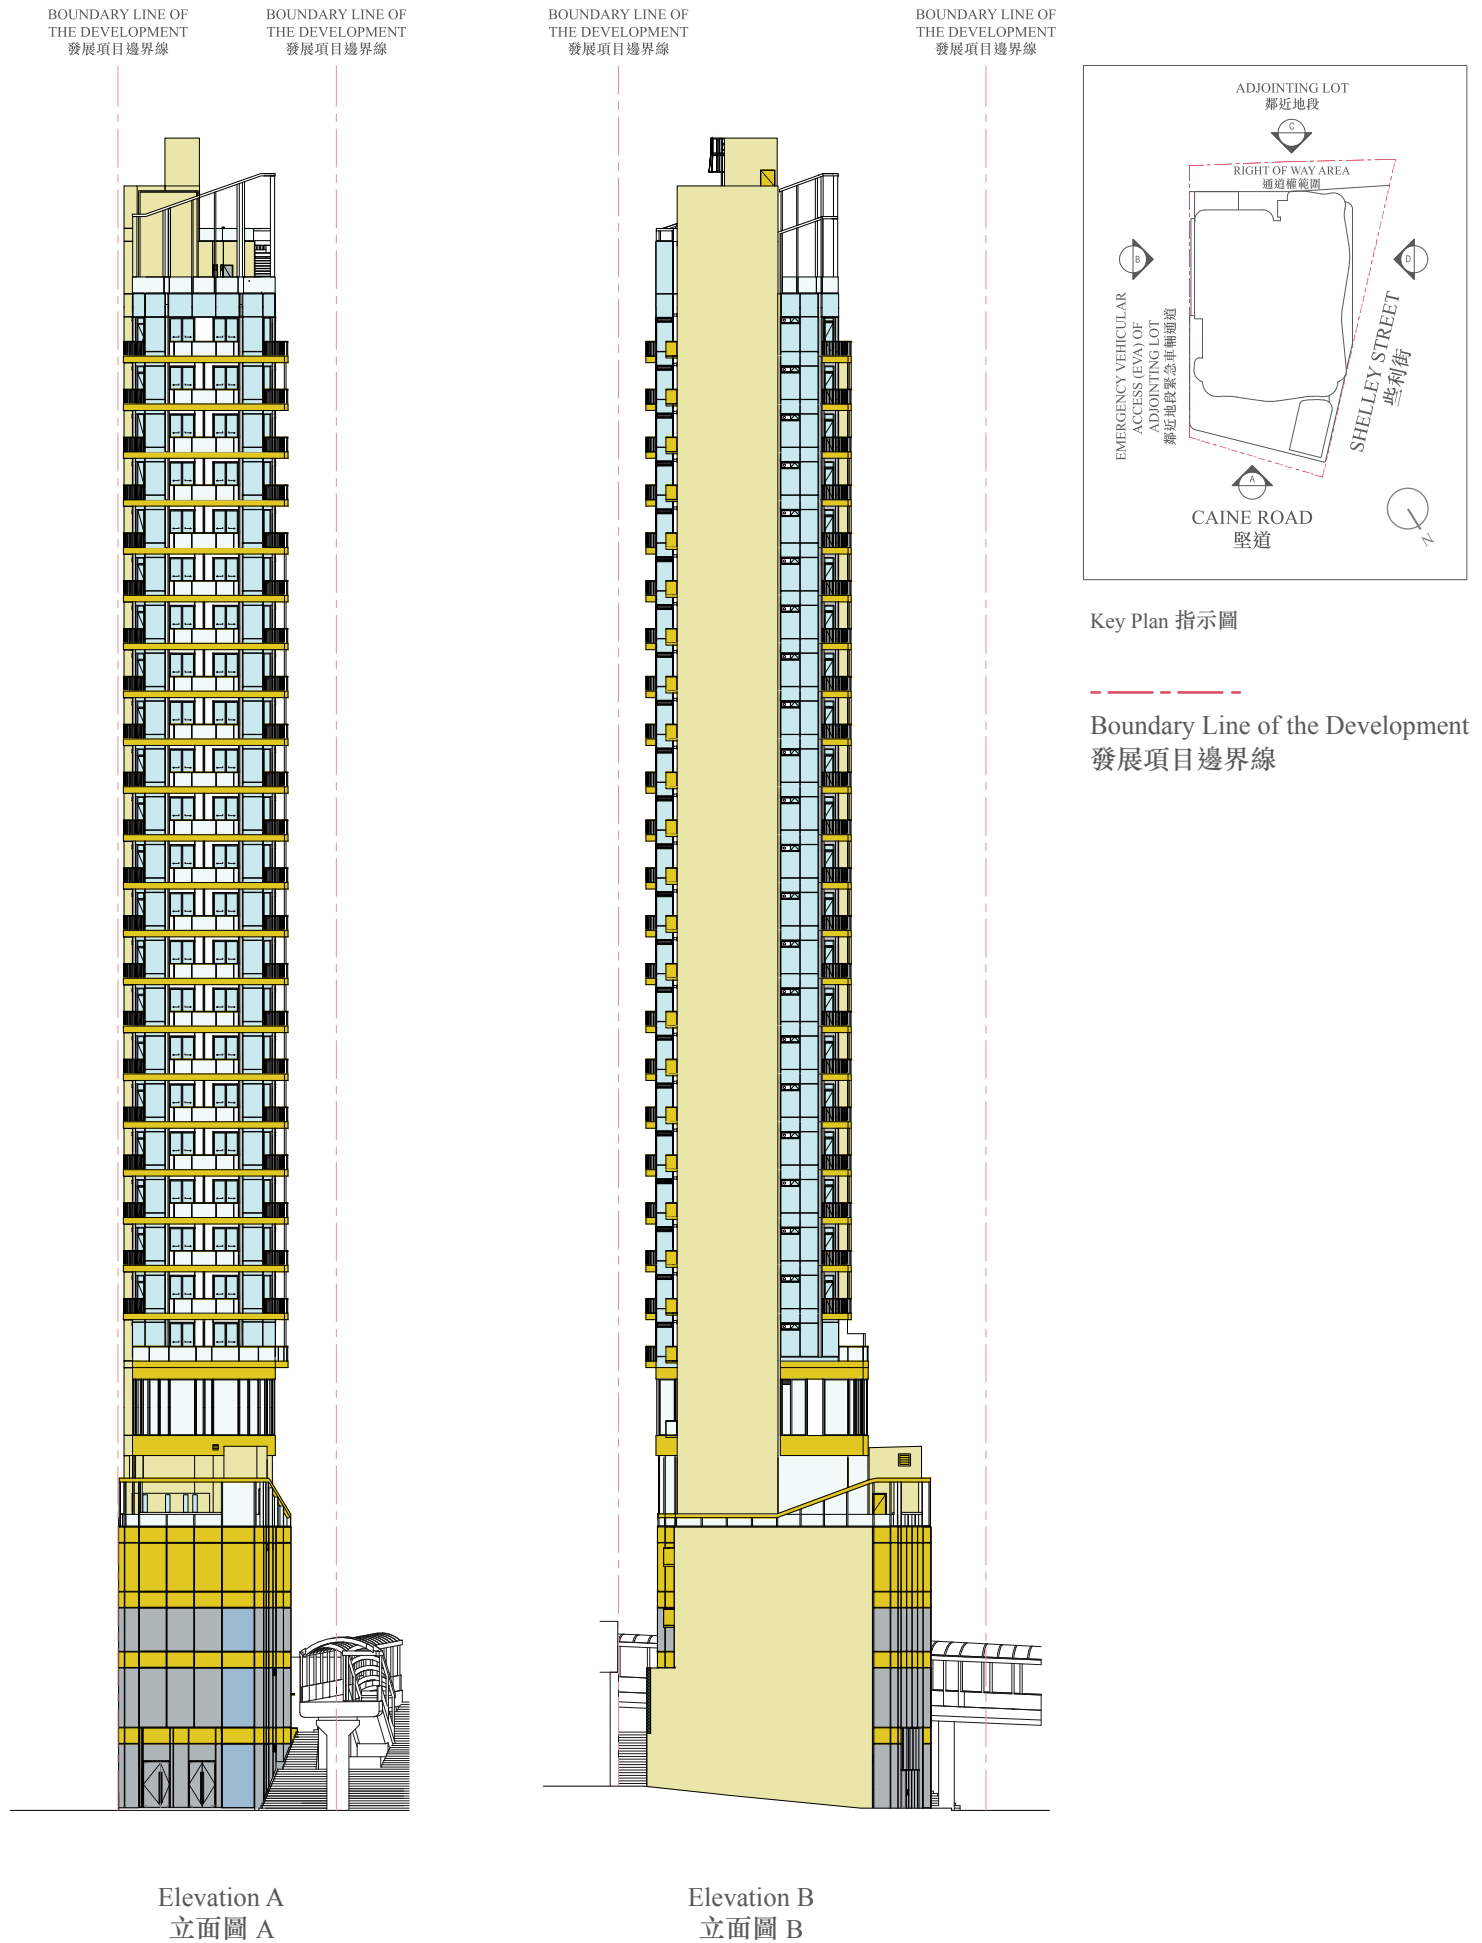 BOUNDARY LINE OF
THE DEVELOPMENT
發展項目邊界線
BOUNDARY LINE OF
THE DEVELOPMENT
發展項目邊界線
BOUNDARY LINE OF
THE DEVELOPMENT
發展項目邊界線
BOUNDARY LINE OF
THE DEVELOPMENT
發展項目邊界線
ADJOINTING LOT
鄰近地段
C
RIGHT OF WAY AREA
通道權範圍
B
D
EMERGENCY VEHICULAR
ACCESS (EVA) OF
ADJOINTING LOT
鄰近地段緊急車輛通道
SHELLEY STREET
些利街
A
CAINE ROAD
堅道
N
Key Plan 指示圖
Boundary Line of the Development
發展項目邊界線
Elevation A
立面圖 A
Elevation B
立面圖 B